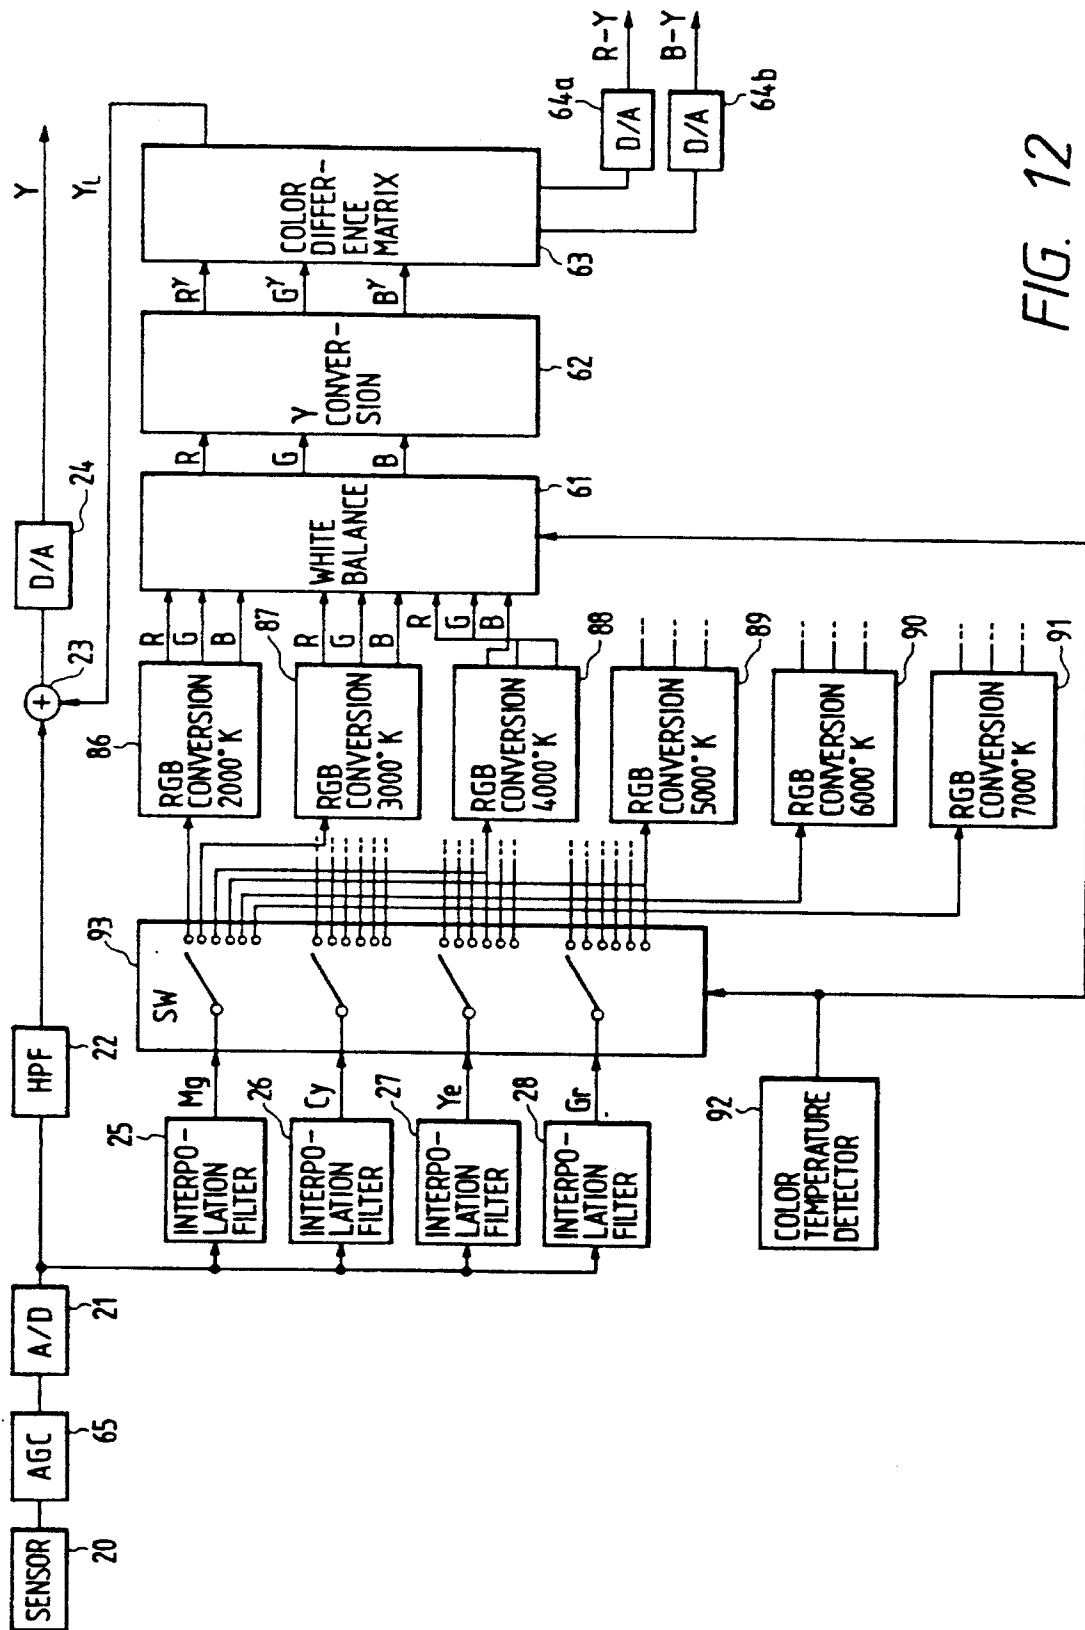 SENSOR
20
AGC
65
A/D
21
HPF
22
+
23
D/A
24
Y
YL
INTERPO-
LATION
FILTER
25
Mg
INTERPO-
LATION
FILTER
26
Cy
INTERPO-
LATION
FILTER
27
Ye
INTERPO-
LATION
FILTER
28
Gr
SW
93
COLOR
TEMPERATURE
DETECTOR
92
RGB
CONVERSION
2000°K
86
R
G
B
RGB
CONVERSION
3000°K
87
R
G
B
RGB
CONVERSION
4000°K
88
R
G
B
RGB
CONVERSION
5000°K
89
RGB
CONVERSION
6000°K
90
RGB
CONVERSION
7000°K
91
WHITE
BALANCE
61
R
G
B
γ
CONVER-
SION
62
Rγ
Gγ
Bγ
COLOR
DIFFER-
ENCE
MATRIX
63
D/A
64a
R-Y
D/A
64b
B-Y
FIG. 12